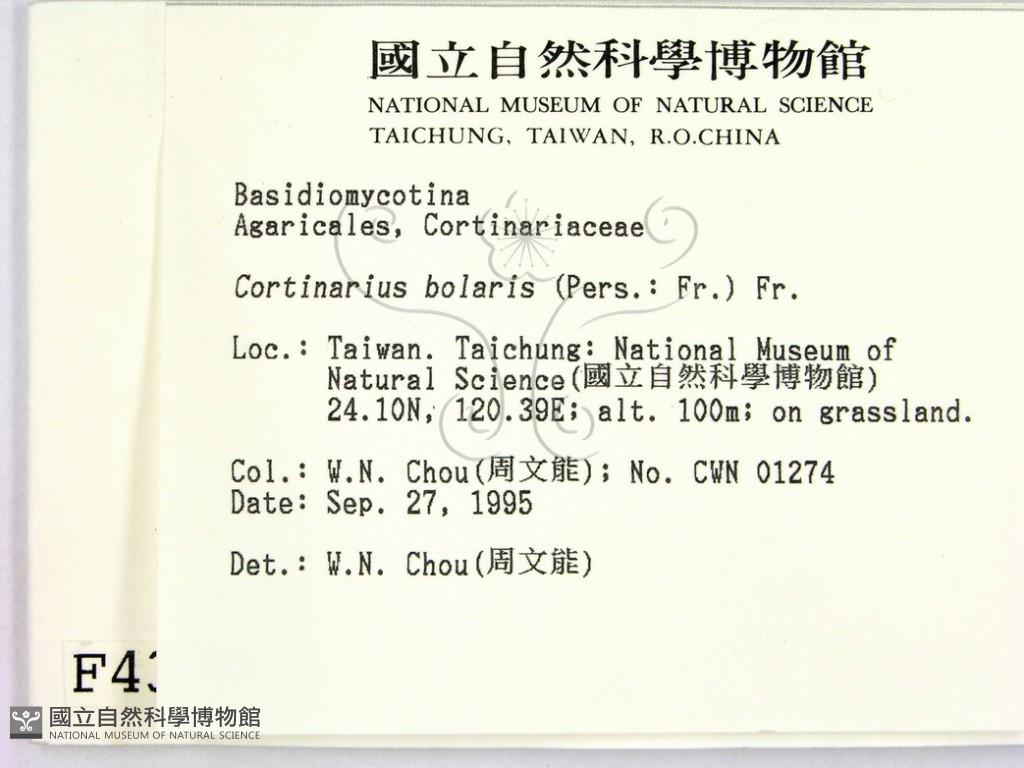 國立自然科學博物館
NATIONAL MUSEUM OF NATURAL SCIENCE
TAICHUNG, TAIWAN, R.O.CHINA
Basidiomycotina
Agaricales, Cortinariaceae
Cortinarius bolaris (Pers.: Fr.) Fr.
Loc.: Taiwan. Taichung: National Museum of
Natural Science(國立自然科學博物館)
24.10N, 120.39E; alt. 100m; on grassland.
Col.: W.N. Chou(周文能); No. CWN 01274
Date: Sep. 27, 1995
Det.: W.N. Chou(周文能)
國立自然科學博物館
NATIONAL MUSEUM OF NATURAL SCIENCE